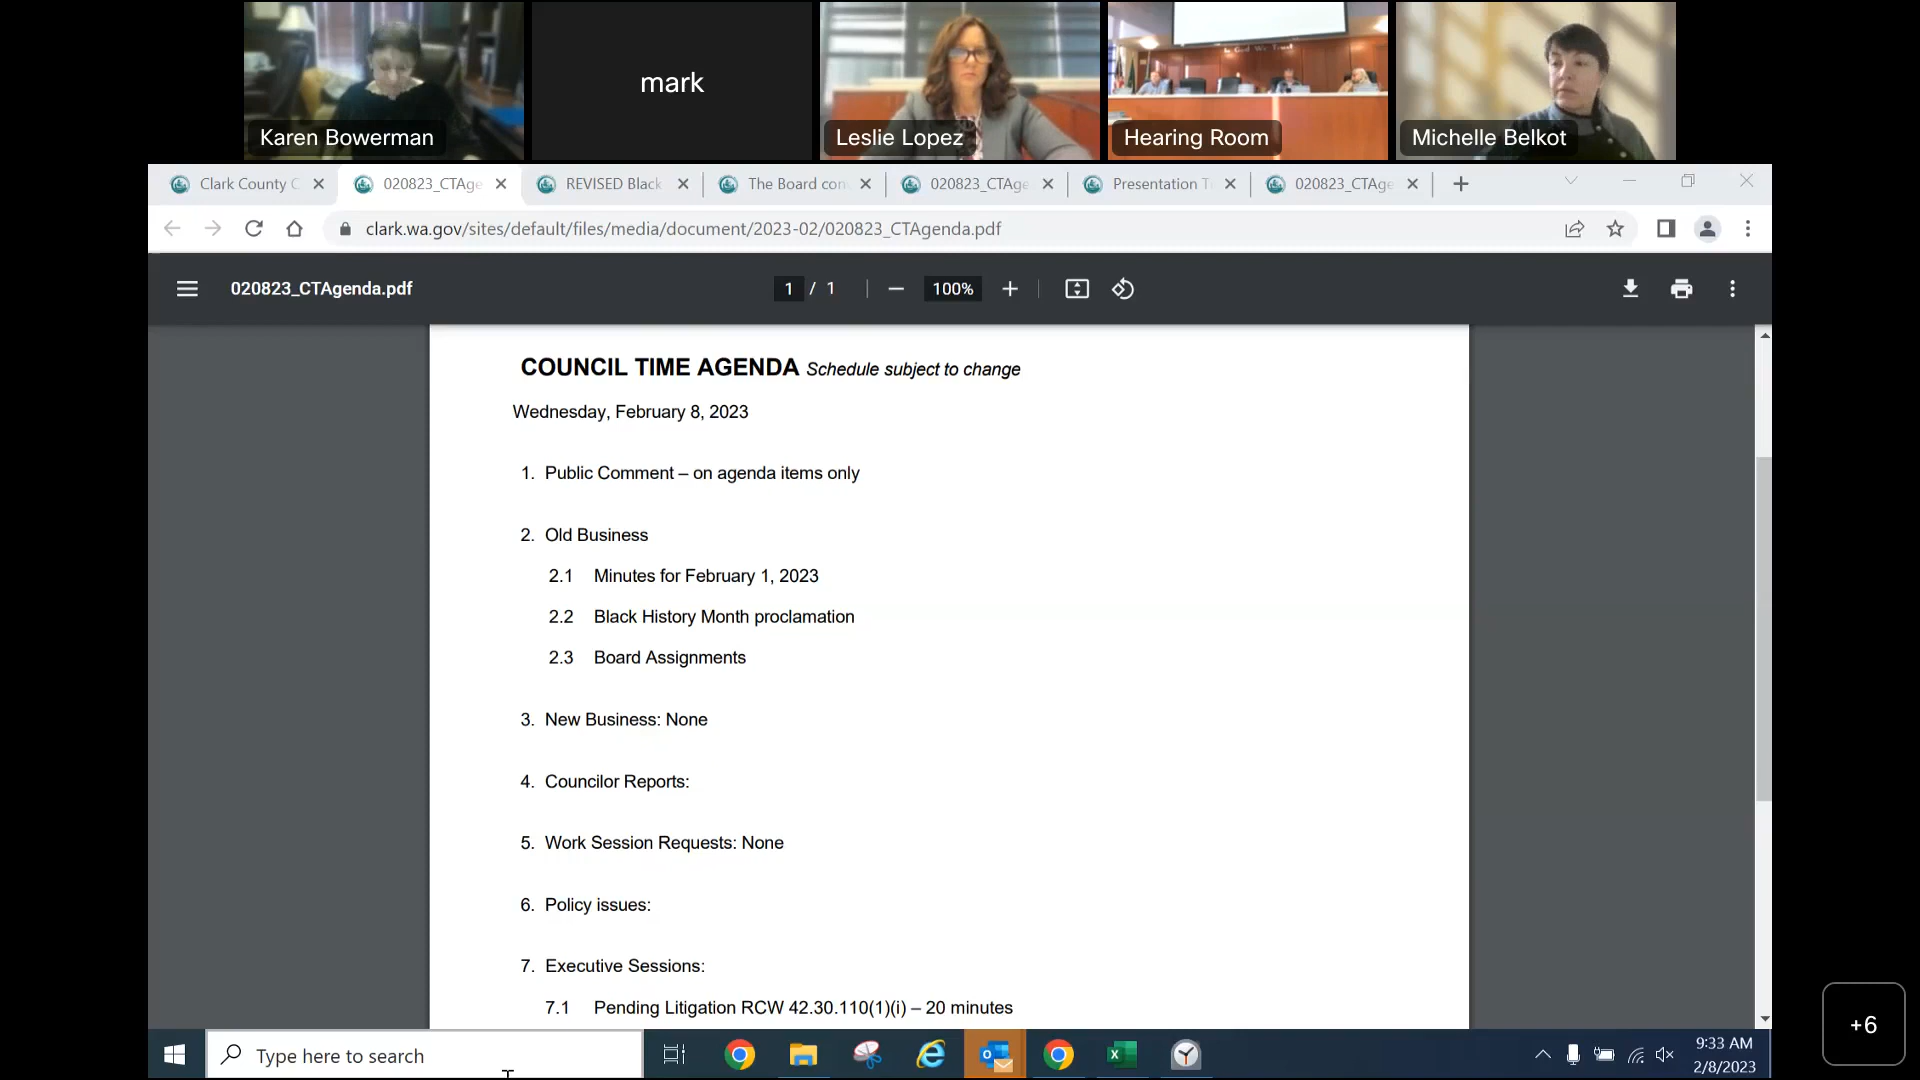 In God We Trust
Karen Bowerman
mark
Leslie Lopez
Hearing Room
Michelle Belkot
Clark County C
020823_CTAge
REVISED Black
The Board con
020823_CTAge
Presentation T
020823_CTAge
clark.wa.gov/sites/default/files/media/document/2023-02/020823_CTAgenda.pdf
020823_CTAgenda.pdf
1 / 1
100%
COUNCIL TIME AGENDA Schedule subject to change
Wednesday, February 8, 2023
1. Public Comment – on agenda items only
2. Old Business
2.1 Minutes for February 1, 2023
2.2 Black History Month proclamation
2.3 Board Assignments
3. New Business: None
4. Councilor Reports:
5. Work Session Requests: None
6. Policy issues:
7. Executive Sessions:
7.1 Pending Litigation RCW 42.30.110(1)(i) – 20 minutes
+6
Type here to search
9:33 AM
2/8/2023